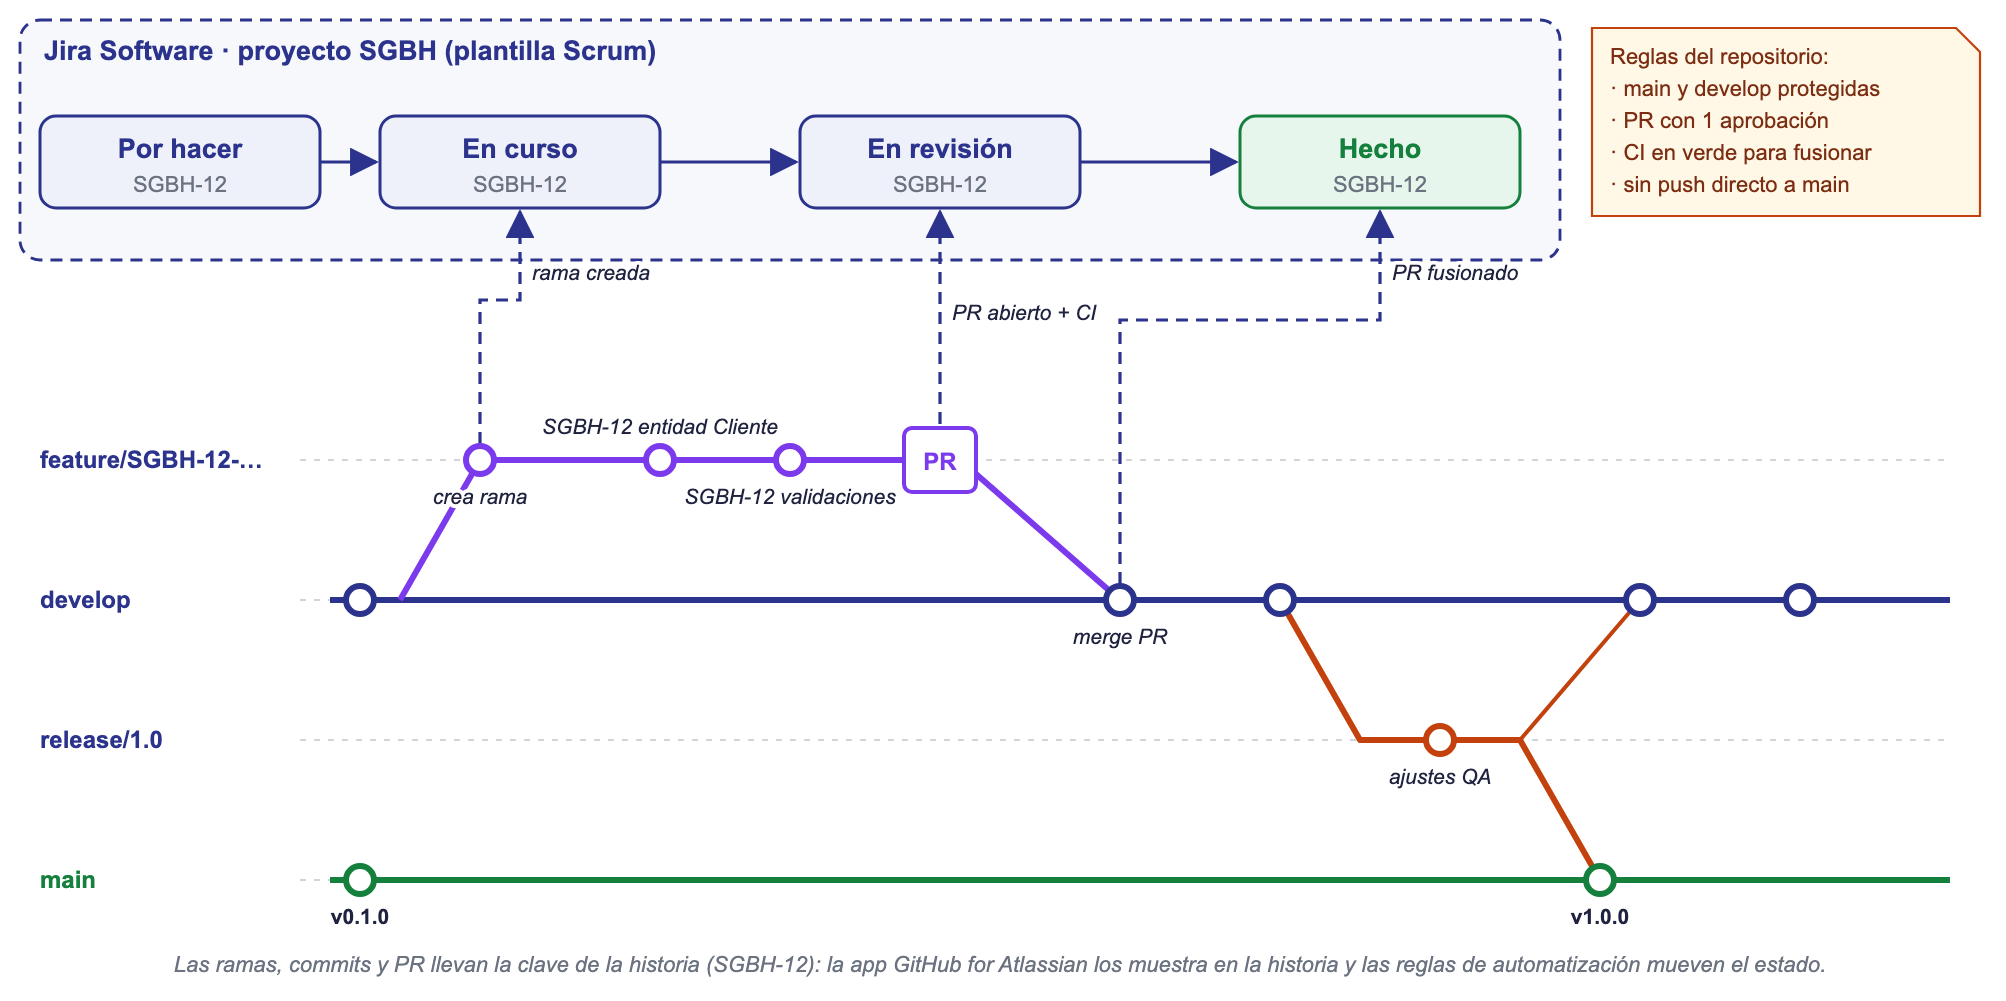 Jira Software · proyecto SGBH (plantilla Scrum)
Por hacer
SGBH-12
En curso
SGBH-12
En revisión
SGBH-12
Hecho
SGBH-12
Reglas del repositorio:
· main y develop protegidas
· PR con 1 aprobación
· CI en verde para fusionar
· sin push directo a main
rama creada
PR abierto + CI
PR fusionado
feature/SGBH-12-…
SGBH-12 entidad Cliente
PR
crea rama
SGBH-12 validaciones
develop
merge PR
release/1.0
ajustes QA
main
v0.1.0
v1.0.0
Las ramas, commits y PR llevan la clave de la historia (SGBH-12): la app GitHub for Atlassian los muestra en la historia y las reglas de automatización mueven el estado.